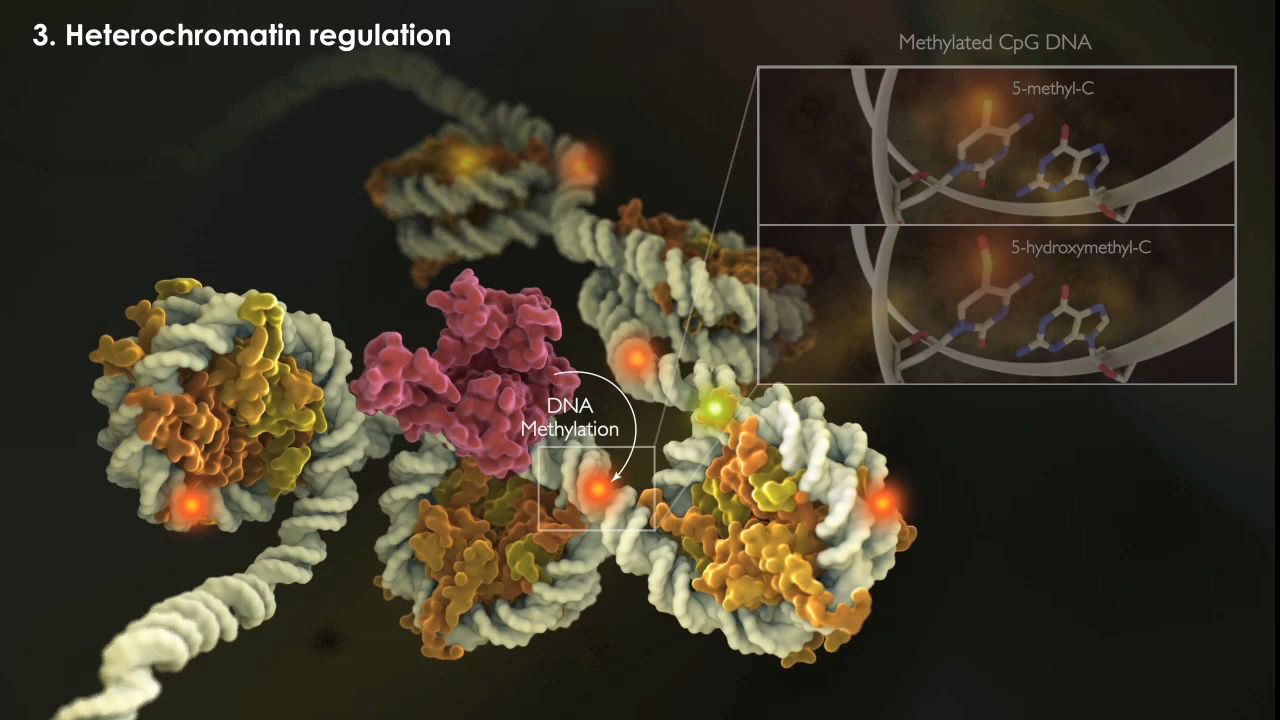 3. Heterochromatin regulation
Methylated CpG DNA
5-methyl-C
5-hydroxymethyl-C
DNA
Methylation